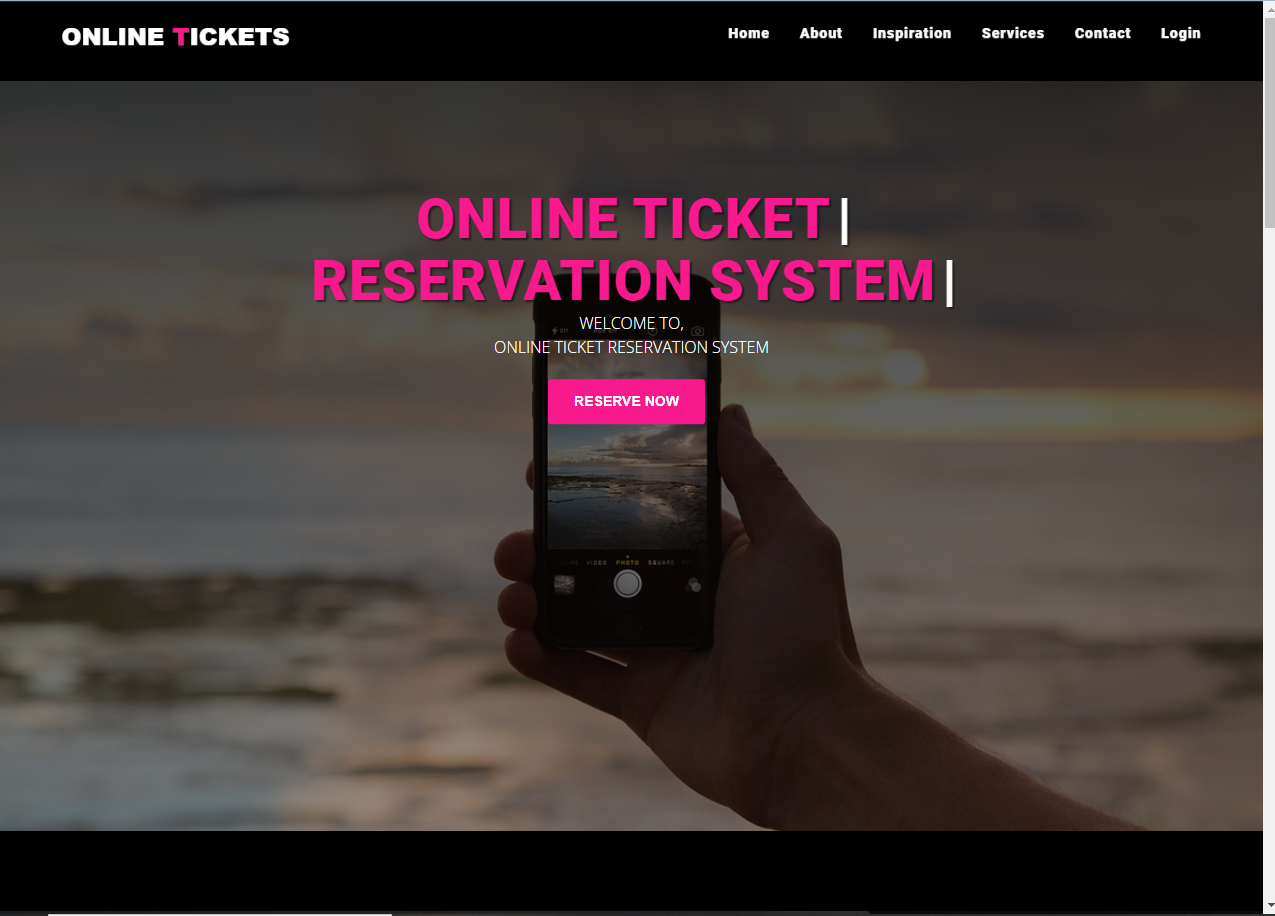 ONLINE TICKETS
Home About Inspiration Services Contact Login
ONLINE TICKET|
RESERVATION SYSTEM|
WELCOME TO,
ONLINE TICKET RESERVATION SYSTEM
RESERVE NOW
VIDEO PHOTO SQUARE